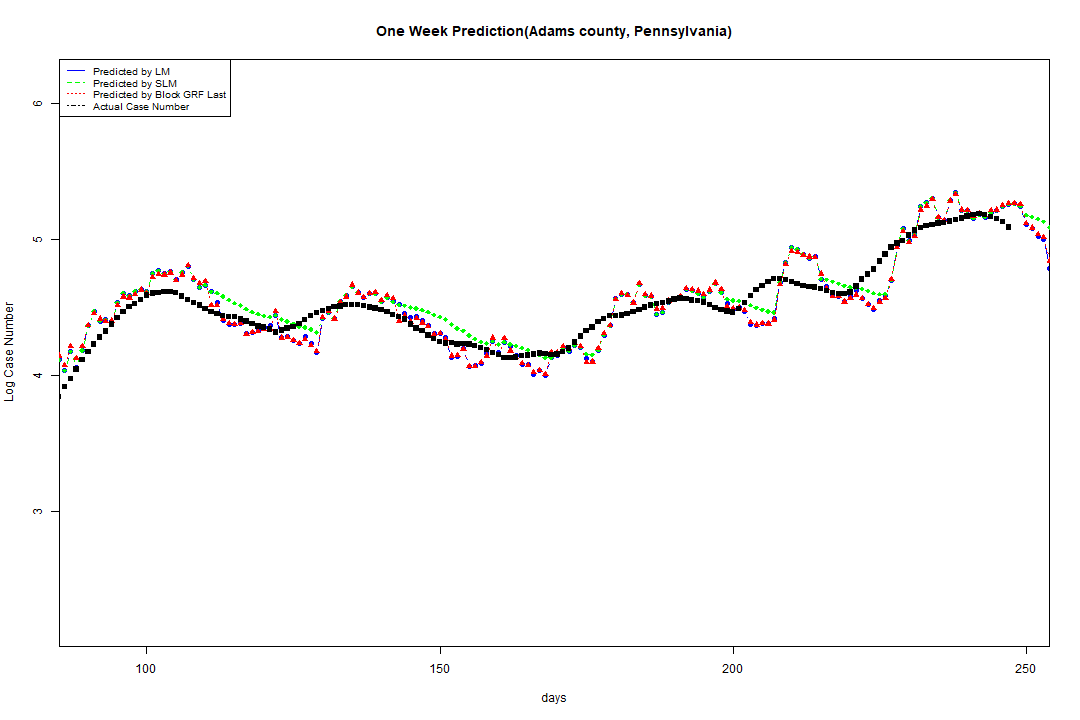 One Week Prediction(Adams county, Pennsylvania)
Predicted by LM
Predicted by SLM
Predicted by Block GRF Last
Actual Case Number
6
5
4
3
Log Case Number
100 150 200 250
days